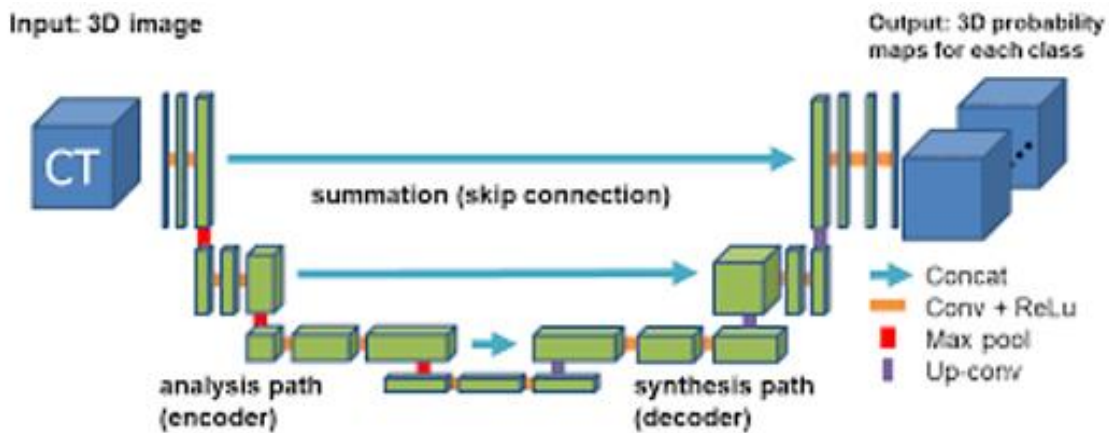 Input: 3D image
Output: 3D probability
maps for each class
CT
summation (skip connection)
Concat
Conv + ReLu
Max pool
Up-conv
analysis path
(encoder)
synthesis path
(decoder)